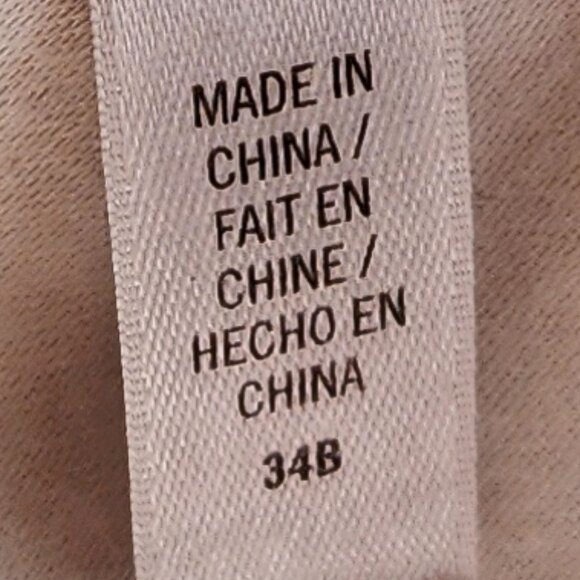 MADE IN
CHINA /
FAIT EN
CHINE /
HECHO EN
CHINA
34B